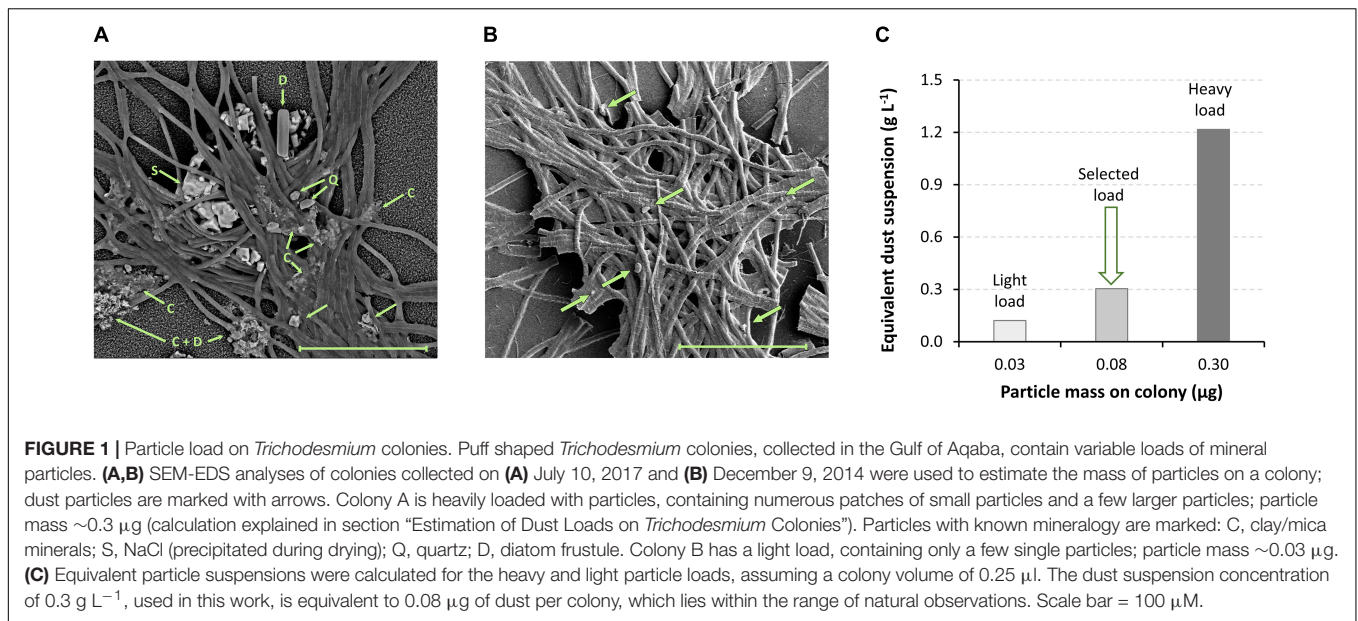 A
B
C
D
S
Q
C
C
C
C + D
Equivalent dust suspension (g L-1)
1.5
1.2
0.9
0.6
0.3
0.0
Light
load
Selected
load
Heavy
load
0.03
0.08
0.30
Particle mass on colony (µg)
FIGURE 1 | Particle load on Trichodesmium colonies. Puff shaped Trichodesmium colonies, collected in the Gulf of Aqaba, contain variable loads of mineral
particles. (A,B) SEM-EDS analyses of colonies collected on (A) July 10, 2017 and (B) December 9, 2014 were used to estimate the mass of particles on a colony;
dust particles are marked with arrows. Colony A is heavily loaded with particles, containing numerous patches of small particles and a few larger particles; particle
mass ~0.3 µg (calculation explained in section “Estimation of Dust Loads on Trichodesmium Colonies”). Particles with known mineralogy are marked: C, clay/mica
minerals; S, NaCl (precipitated during drying); Q, quartz; D, diatom frustule. Colony B has a light load, containing only a few single particles; particle mass ~0.03 µg.
(C) Equivalent particle suspensions were calculated for the heavy and light particle loads, assuming a colony volume of 0.25 µl. The dust suspension concentration
of 0.3 g L−1, used in this work, is equivalent to 0.08 µg of dust per colony, which lies within the range of natural observations. Scale bar = 100 µM.